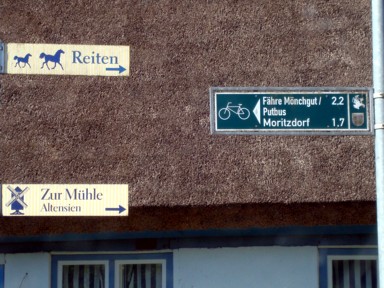 Reiten
Fähre Mönchgut / 2.2
Putbus
Moritzdorf 1.7
Zur Mühle
Altensien